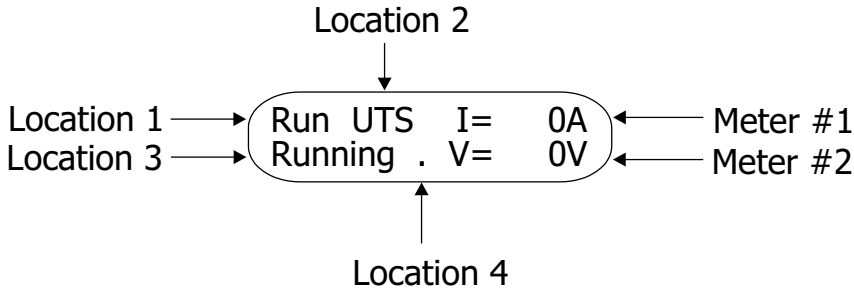 Location 2
Location 1 Run UTS I= 0A Meter #1
Location 3 Running . V= 0V Meter #2
Location 4